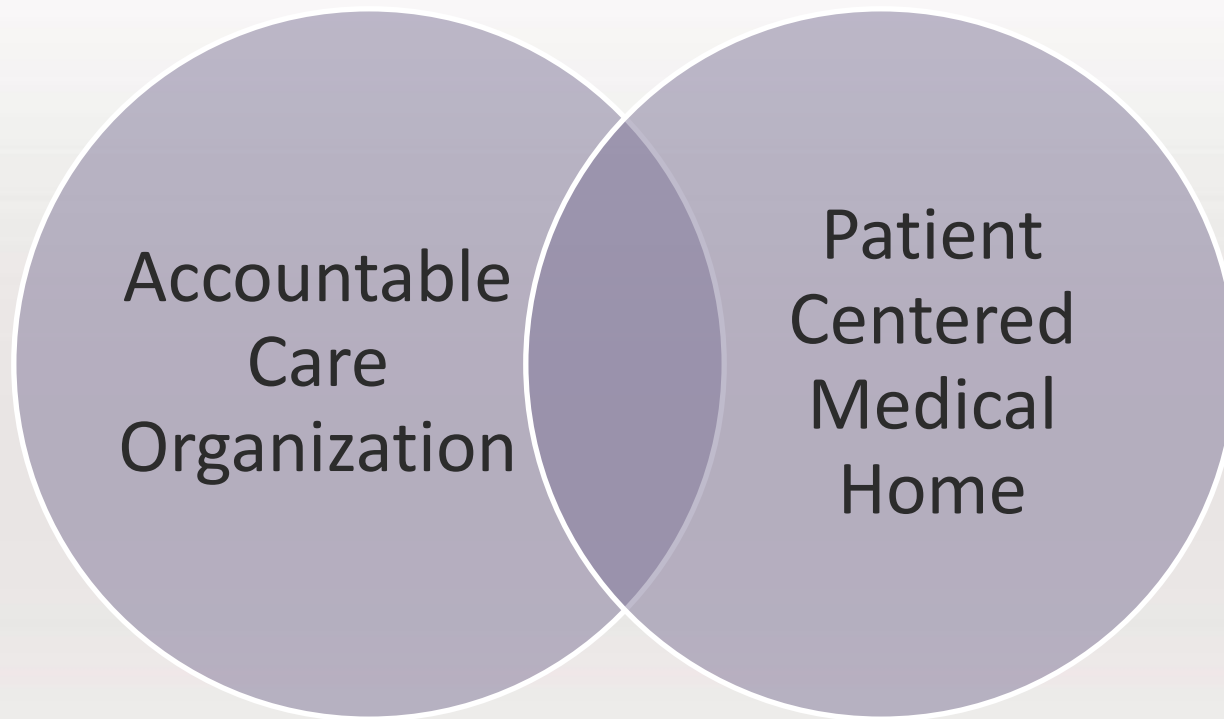 Accountable
Care
Organization
Patient
Centered
Medical
Home